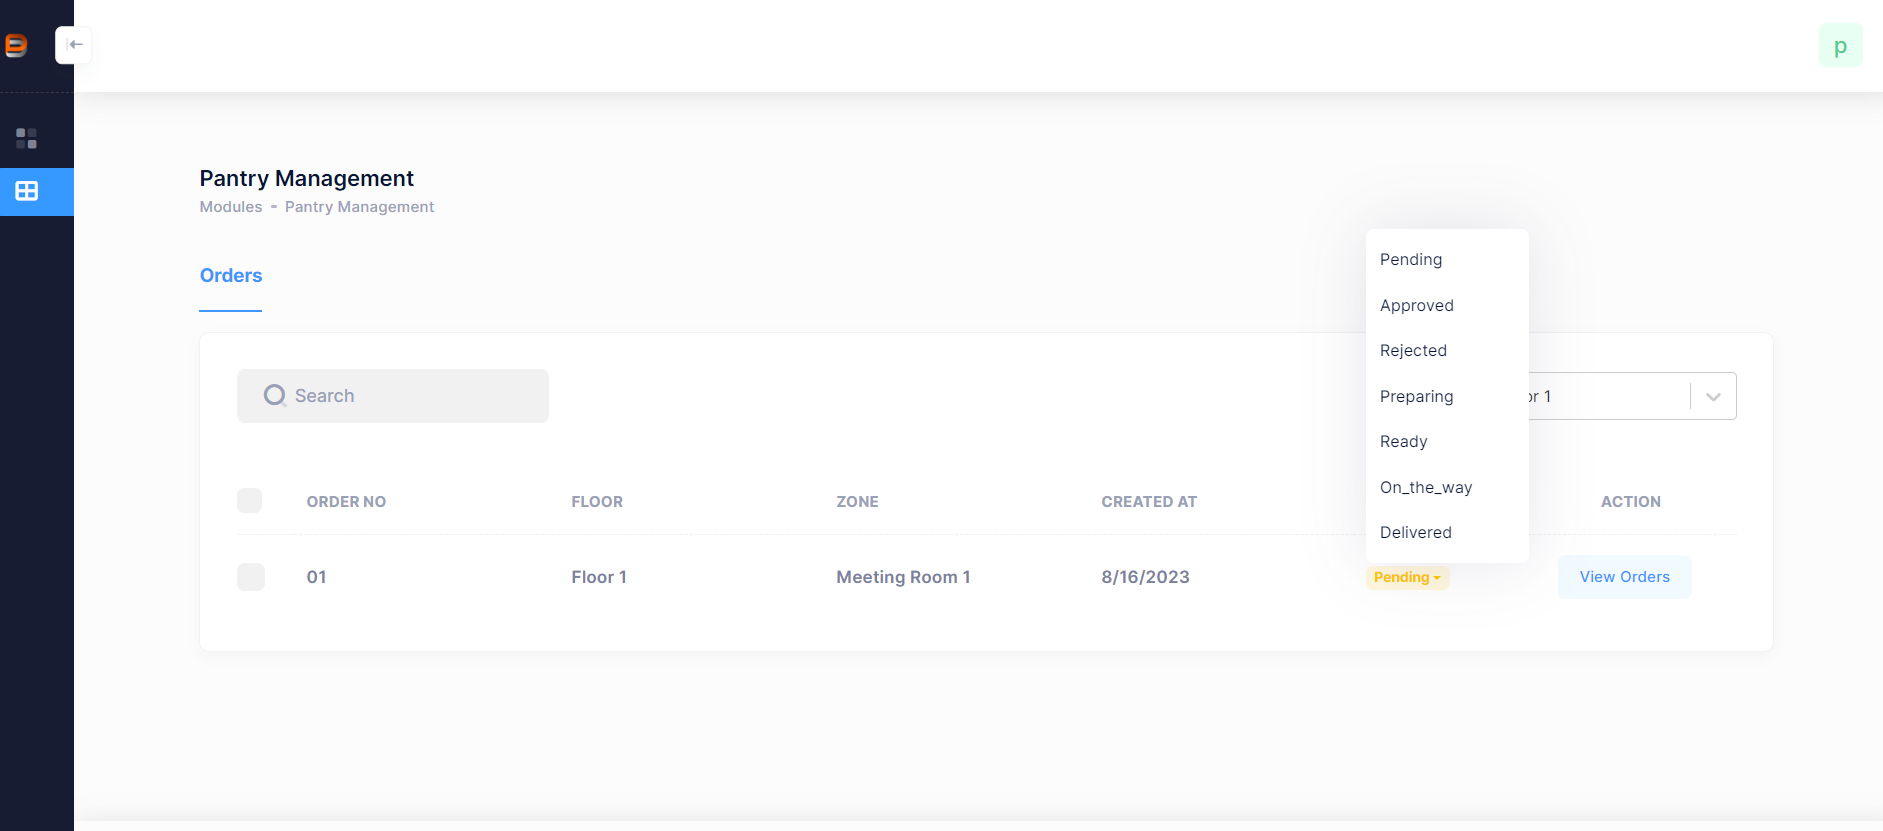 p
Pantry Management
Modules - Pantry Management
Orders
Pending
Approved
Rejected
Preparing
Ready
On_the_way
Delivered
Search
or 1
ORDER NO FLOOR ZONE CREATED AT ACTION
01 Floor 1 Meeting Room 1 8/16/2023 Pending View Orders